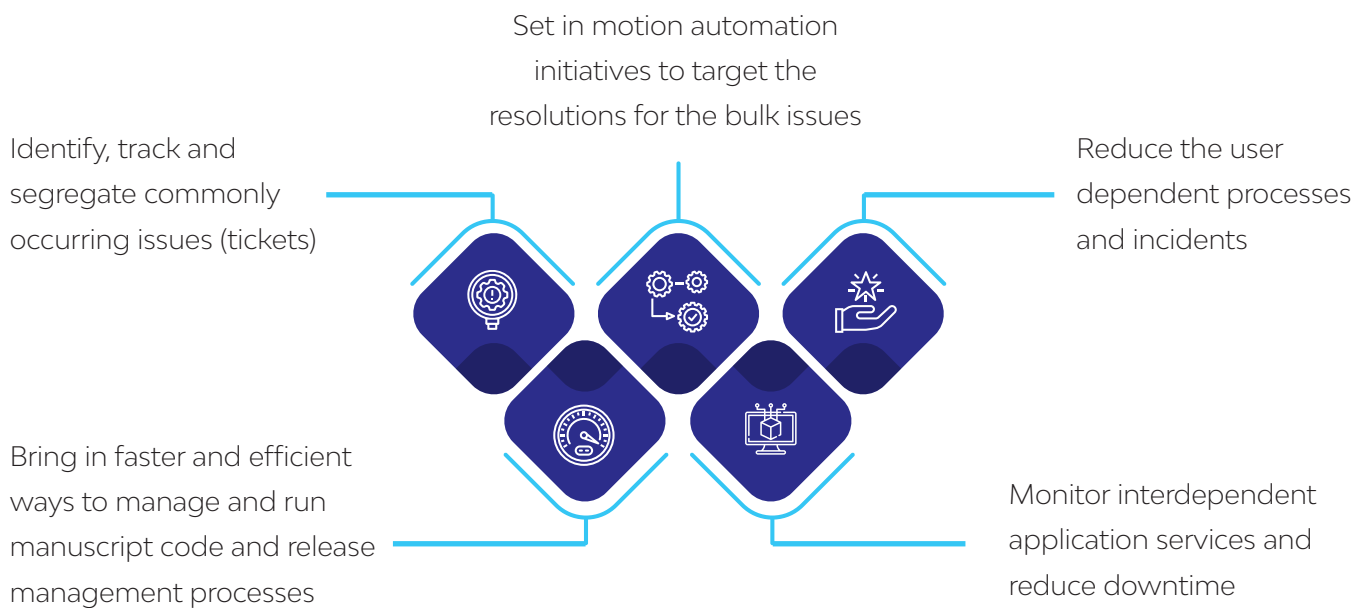 Set in motion automation
initiatives to target the
resolutions for the bulk issues
Identify, track and
segregate commonly
occurring issues (tickets)
Reduce the user
dependent processes
and incidents
Bring in faster and efficient
ways to manage and run
manuscript code and release
management processes
Monitor interdependent
application services and
reduce downtime